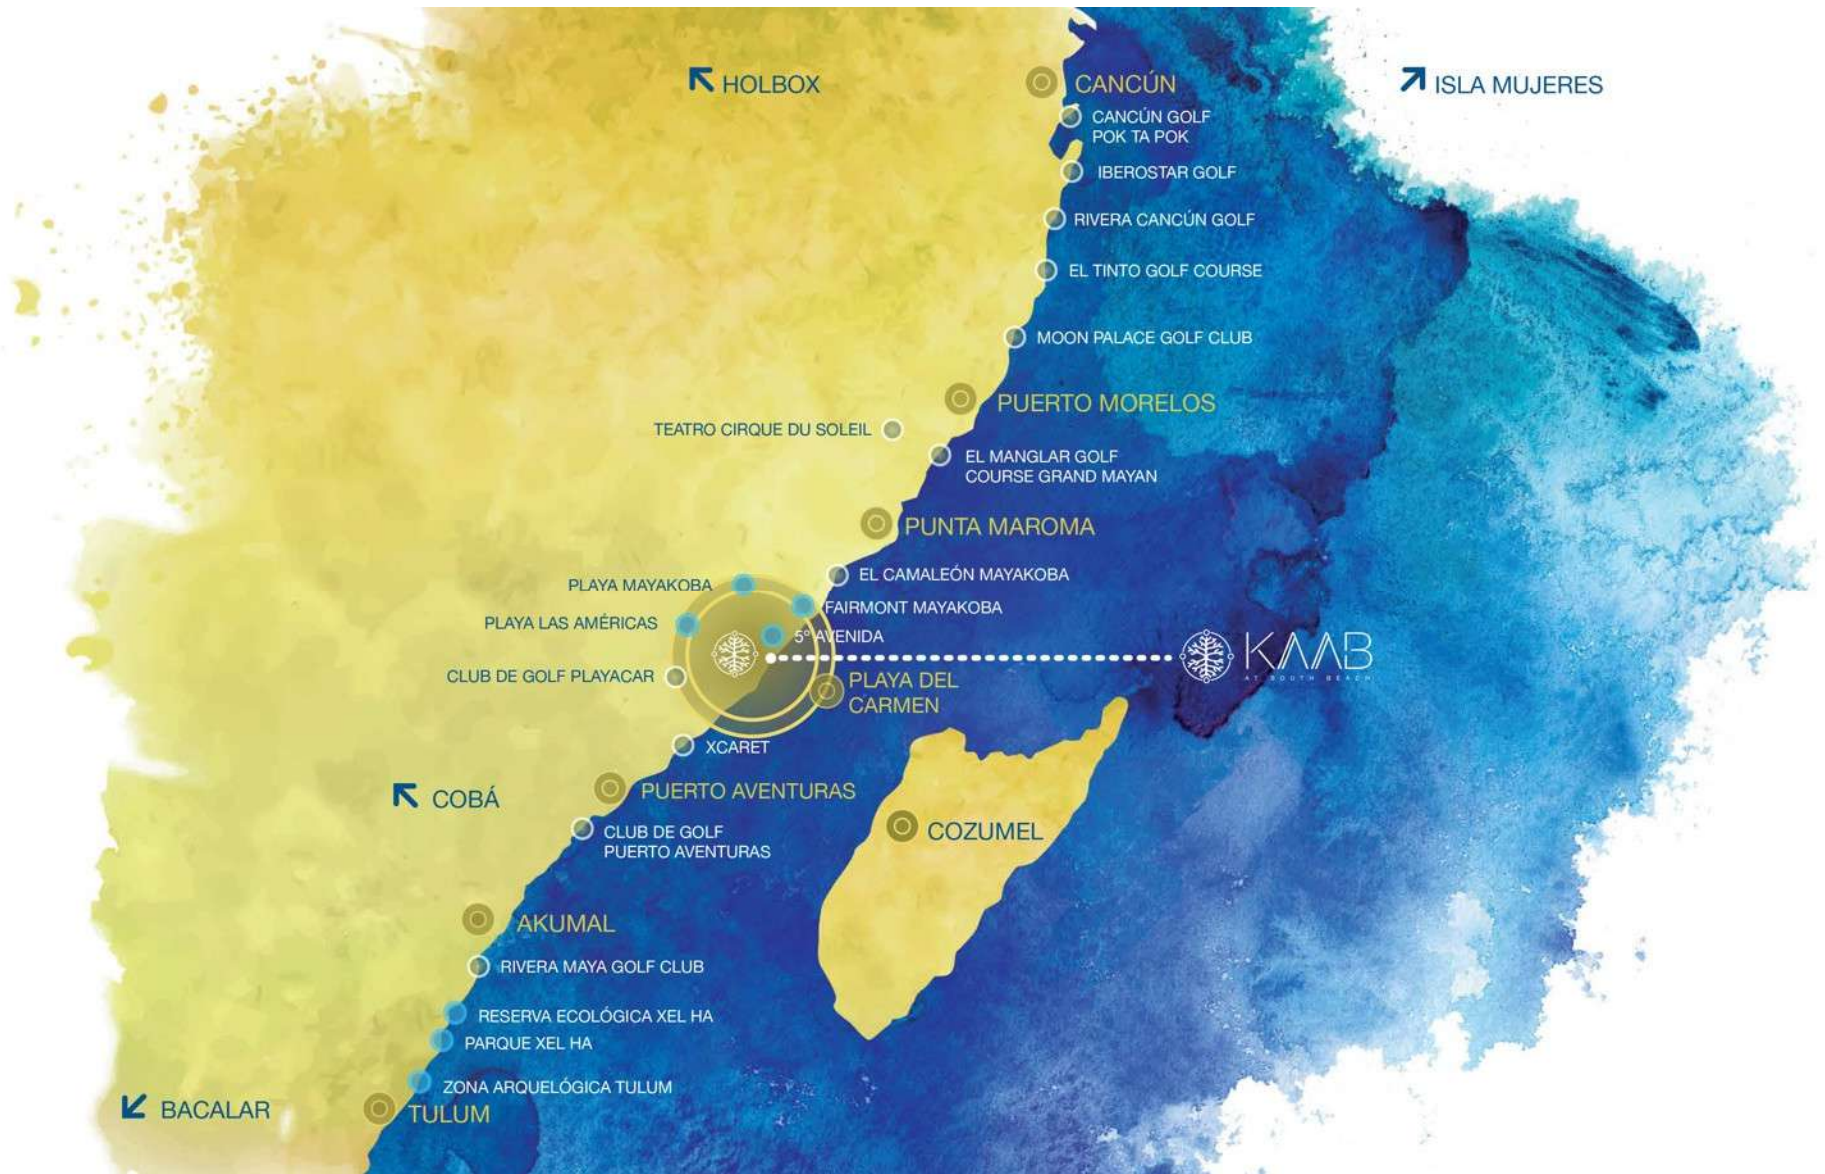 HOLBOX
CANCÚN
ISLA MUJERES
CANCÚN GOLF
POK TA POK
IBEROSTAR GOLF
RIVERA CANCÚN GOLF
EL TINTO GOLF COURSE
MOON PALACE GOLF CLUB
PUERTO MORELOS
TEATRO CIRQUE DU SOLEIL
EL MANGLAR GOLF
COURSE GRAND MAYAN
PUNTA MAROMA
EL CAMALEÓN MAYAKOBA
PLAYA MAYAKOBA
FAIRMONT MAYAKOBA
PLAYA LAS AMÉRICAS
5º AVENIDA
KAAB
AT SOUTH BEACH
CLUB DE GOLF PLAYACAR
PLAYA DEL
CARMEN
XCARET
PUERTO AVENTURAS
COBÁ
CLUB DE GOLF
PUERTO AVENTURAS
COZUMEL
AKUMAL
RIVERA MAYA GOLF CLUB
RESERVA ECOLÓGICA XEL HA
PARQUE XEL HA
ZONA ARQUELÓGICA TULUM
BACALAR
TULUM